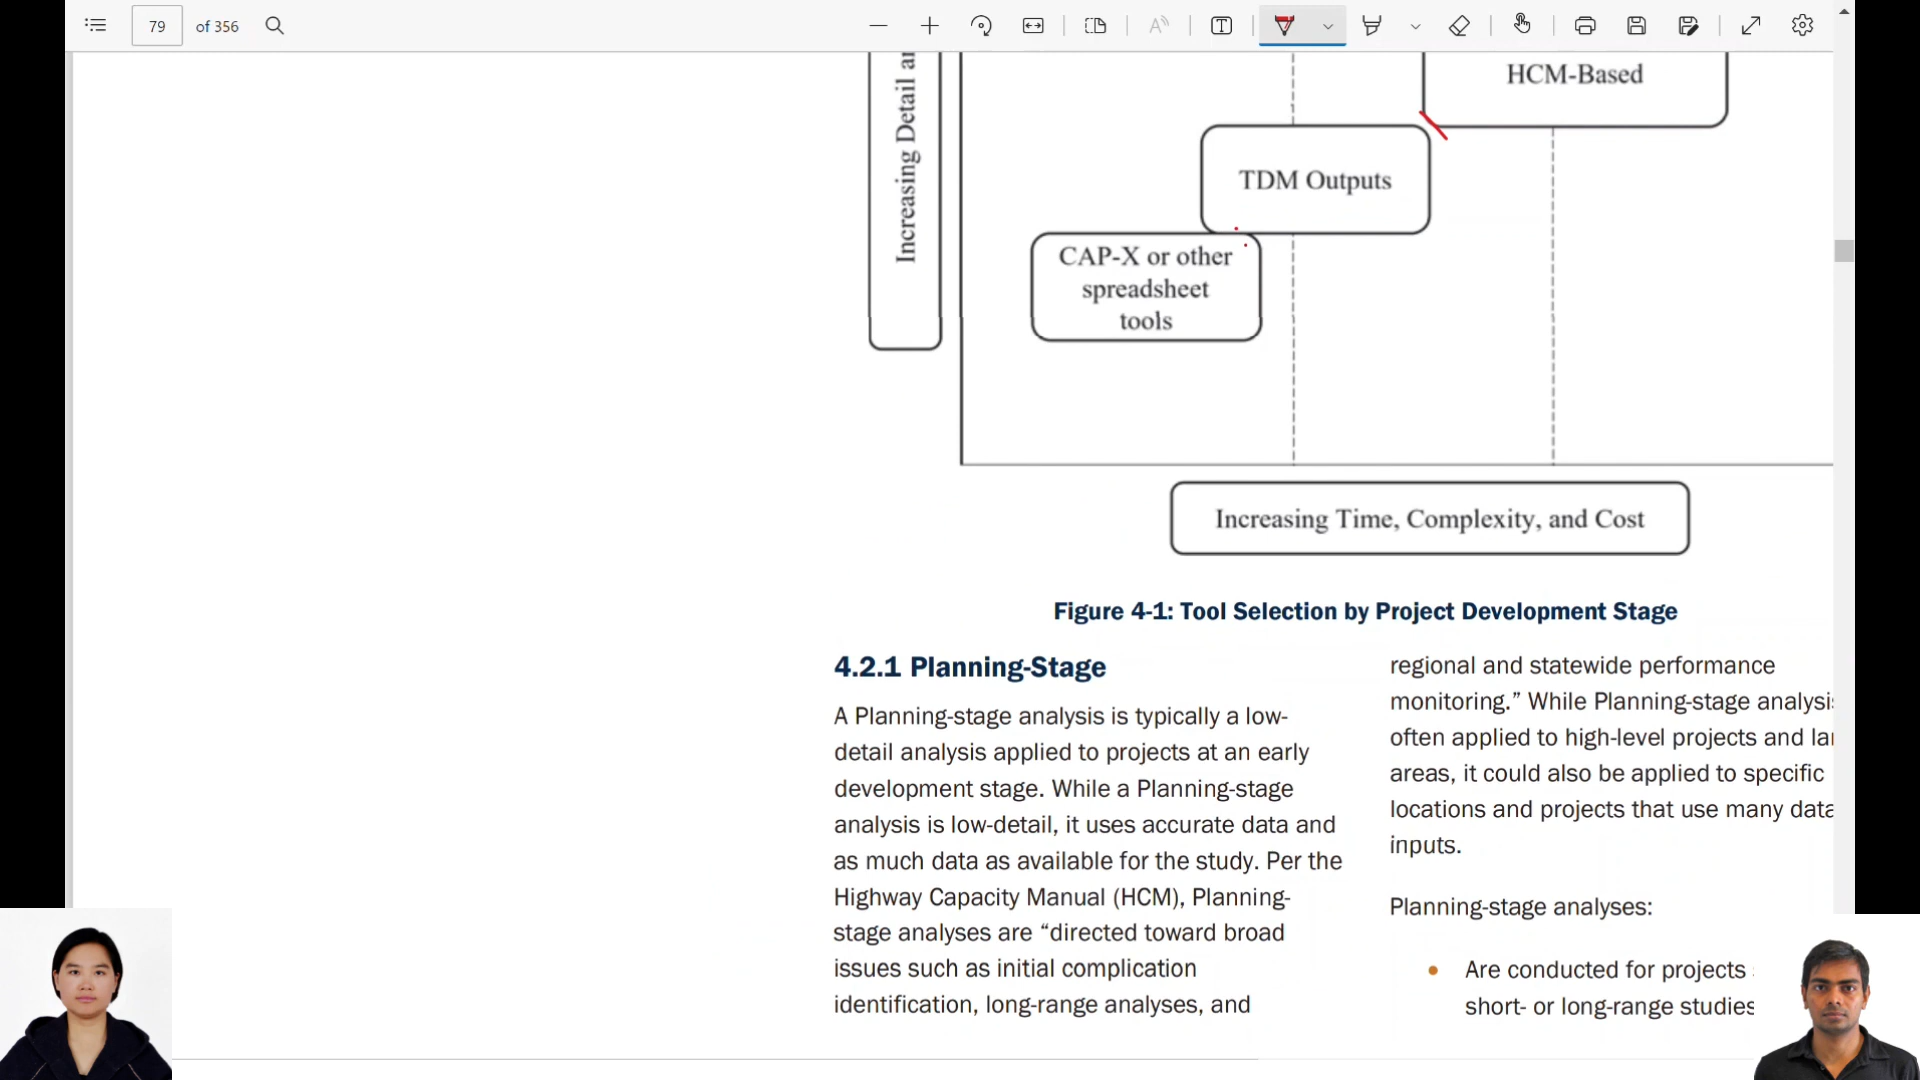 79 of 356
HCM-Based
Increasing Detail
TDM Outputs
CAP-X or other
spreadsheet
tools
Increasing Time, Complexity, and Cost
Figure 4-1: Tool Selection by Project Development Stage
4.2.1 Planning-Stage
A Planning-stage analysis is typically a low-
detail analysis applied to projects at an early
development stage. While a Planning-stage
analysis is low-detail, it uses accurate data and
as much data as available for the study. Per the
Highway Capacity Manual (HCM), Planning-
stage analyses are “directed toward broad
issues such as initial complication
identification, long-range analyses, and
regional and statewide performance
monitoring.” While Planning-stage
often applied to high-level projects and
areas, it could also be applied to specific
locations and projects that use many data
inputs.
Planning-stage analyses:
• Are conducted for projects
short- or long-range studies